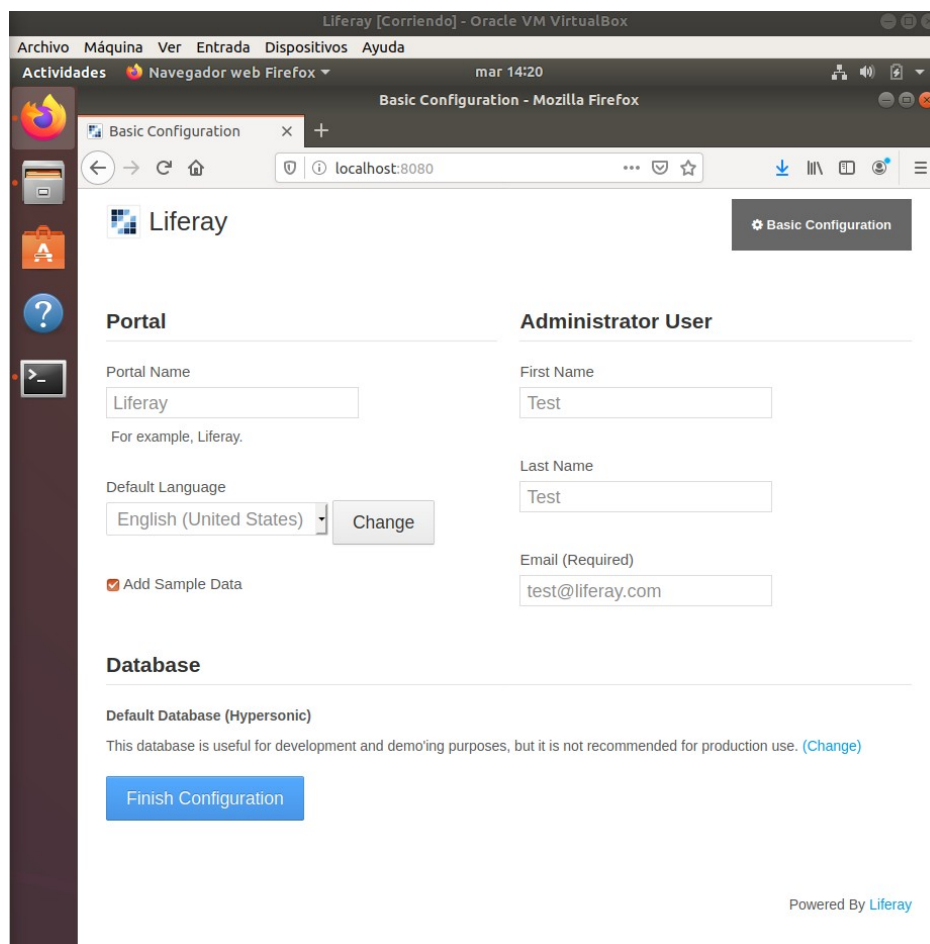 Liferay [Corriendo] - Oracle VM VirtualBox
Archivo Máquina Ver Entrada Dispositivos Ayuda
Actividades Navegador web Firefox mar 14:20
Basic Configuration - Mozilla Firefox
Basic Configuration
localhost:8080
Liferay
Basic Configuration
Portal
Portal Name
Liferay
For example, Liferay.
Default Language
English (United States) Change
Add Sample Data
Administrator User
First Name
Test
Last Name
Test
Email (Required)
test@liferay.com
Database
Default Database (Hypersonic)
This database is useful for development and demo'ing purposes, but it is not recommended for production use. (Change)
Finish Configuration
Powered By Liferay